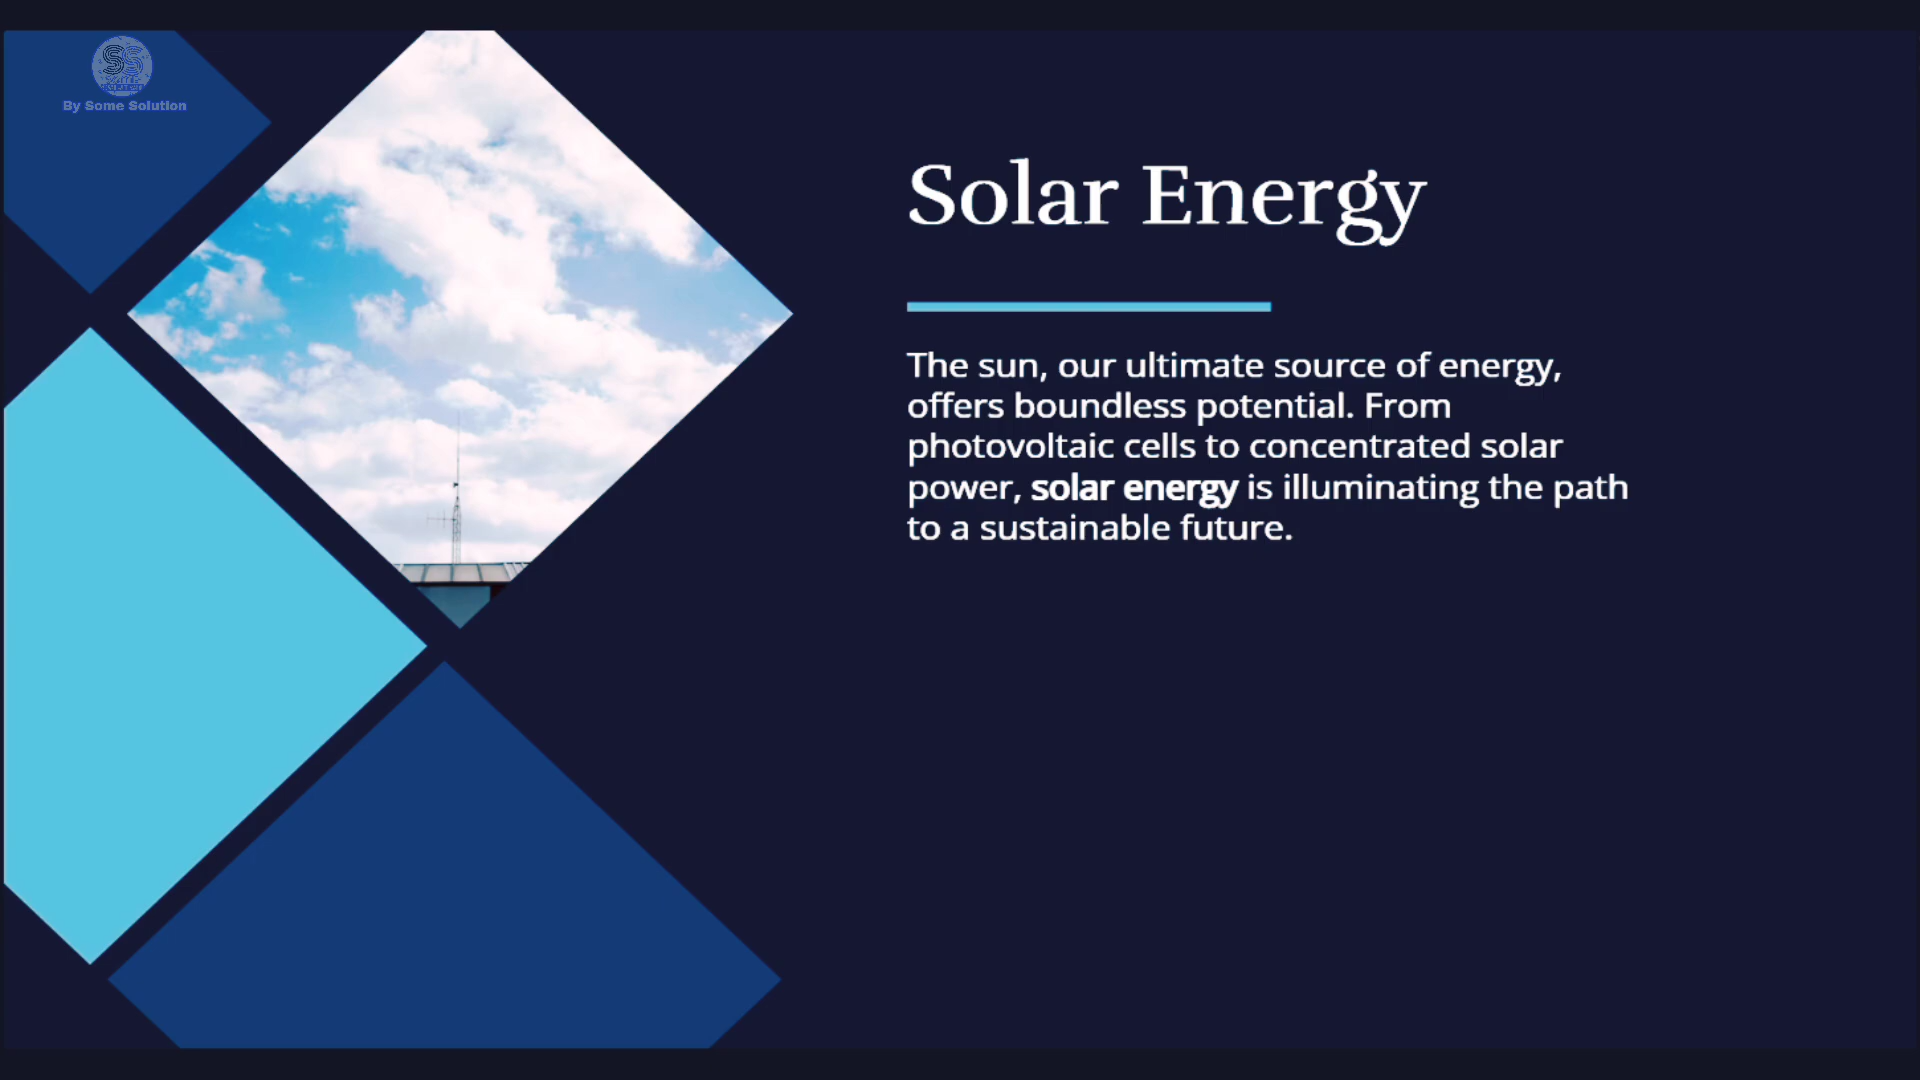 SS
By Some Solution
Solar Energy
The sun, our ultimate source of energy,
offers boundless potential. From
photovoltaic cells to concentrated solar
power, solar energy is illuminating the path
to a sustainable future.